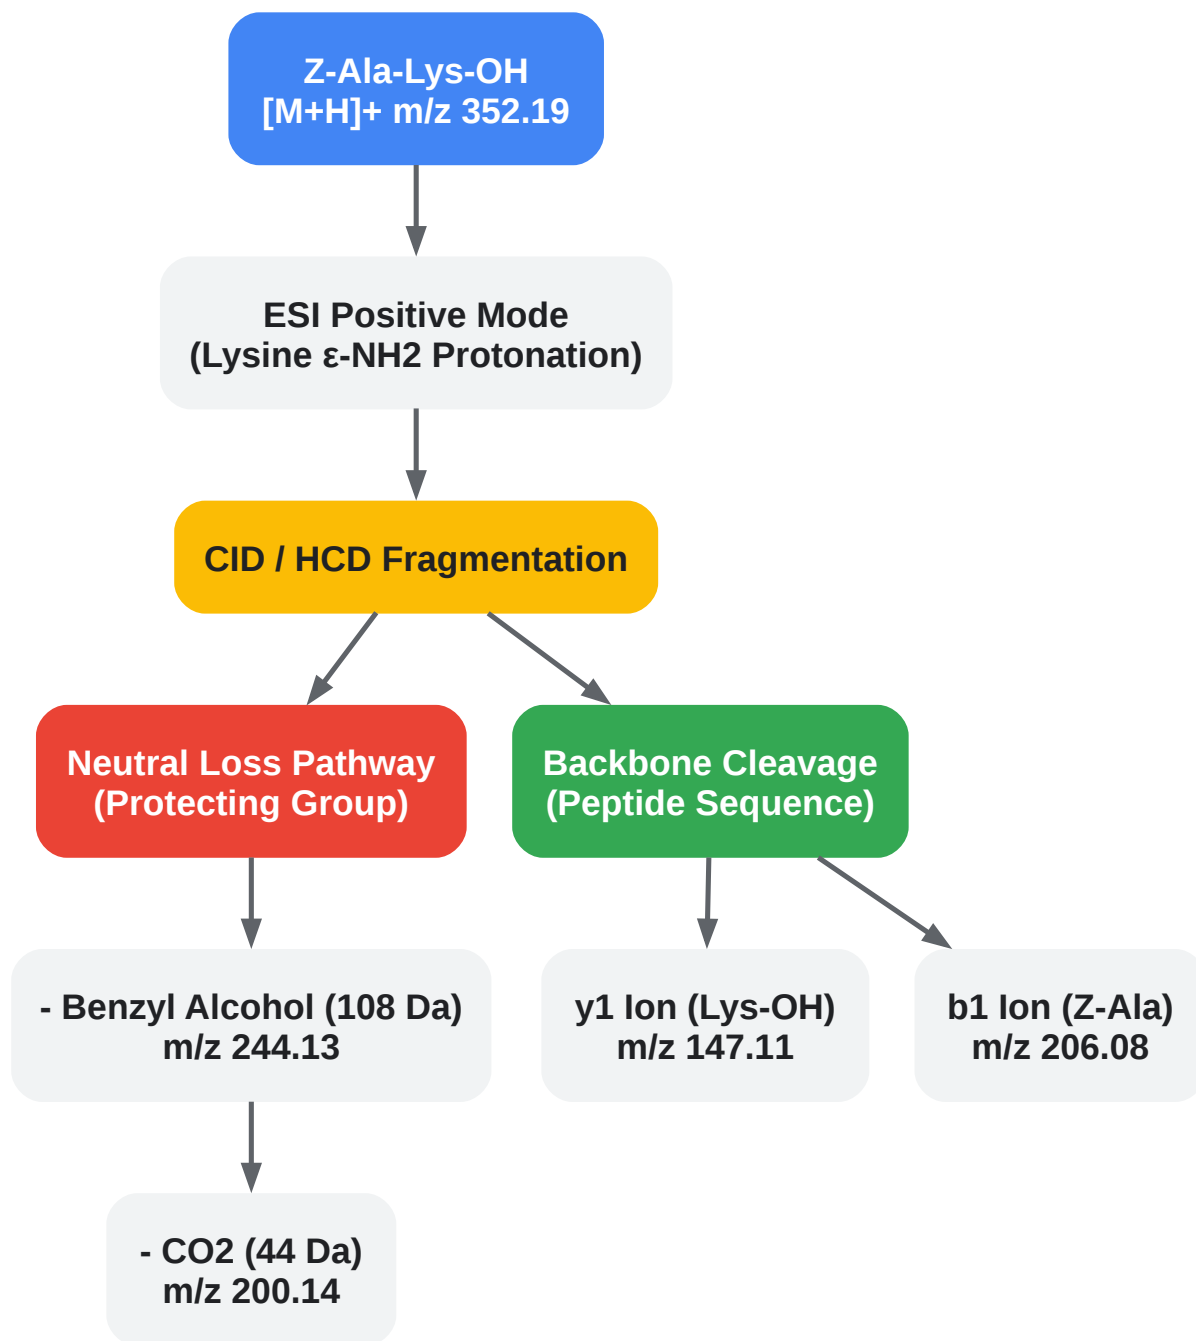 Z-Ala-Lys-OH
[M+H]+ m/z 352.19
ESI Positive Mode
(Lysine ε-NH2 Protonation)
CID / HCD Fragmentation
Neutral Loss Pathway
(Protecting Group)
Backbone Cleavage
(Peptide Sequence)
- Benzyl Alcohol (108 Da)
m/z 244.13
y1 Ion (Lys-OH)
m/z 147.11
b1 Ion (Z-Ala)
m/z 206.08
- CO2 (44 Da)
m/z 200.14